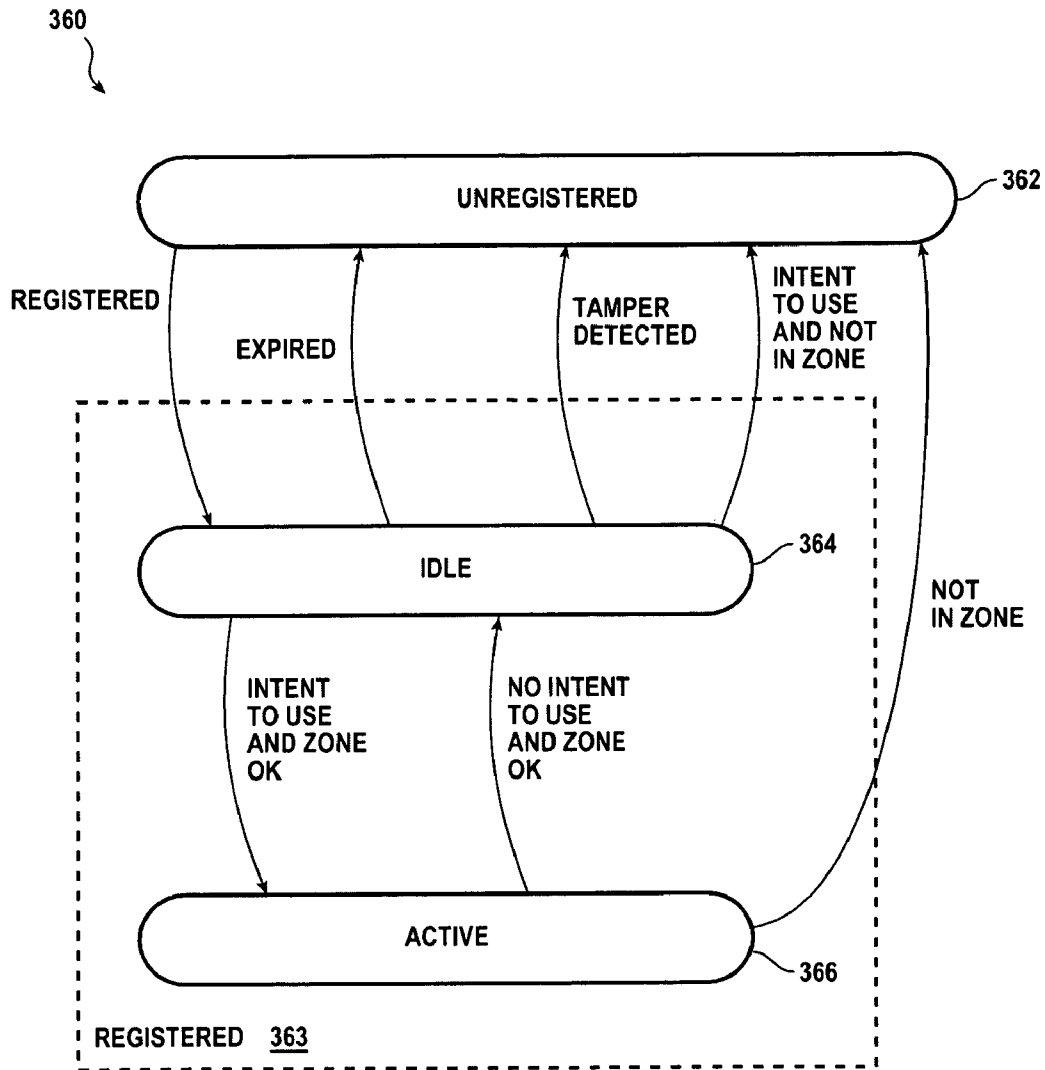 360
UNREGISTERED
362
REGISTERED
EXPIRED
TAMPER
DETECTED
INTENT
TO USE
AND NOT
IN ZONE
IDLE
364
NOT
IN ZONE
INTENT
TO USE
AND ZONE
OK
NO INTENT
TO USE
AND ZONE
OK
ACTIVE
366
REGISTERED 363